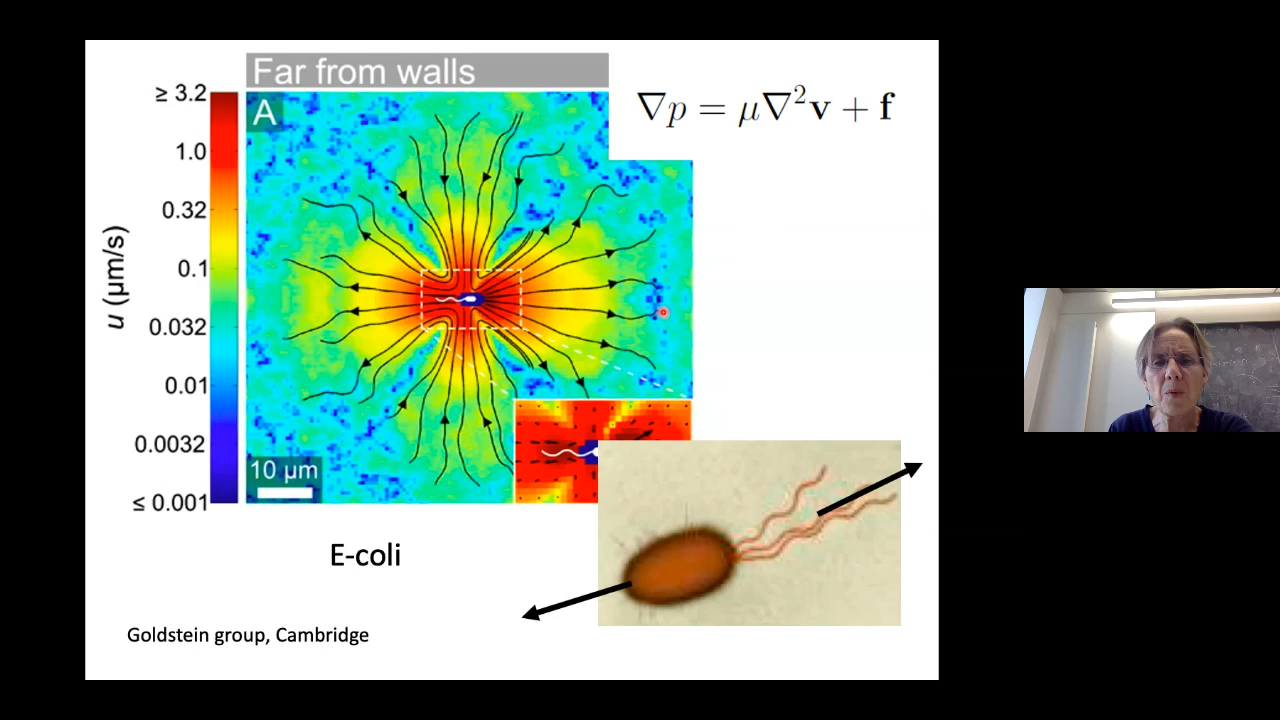 Far from walls
A
∇p = μ∇²v + f
≥ 3.2
1.0
0.32
0.1
0.032
0.01
0.0032
≤ 0.001
u (μm/s)
10 μm
E-coli
Goldstein group, Cambridge